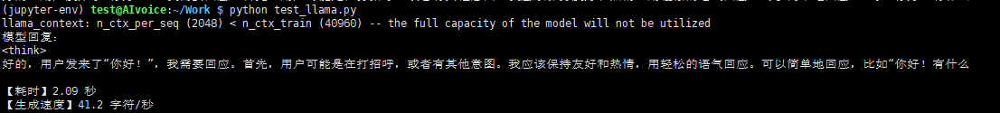 (jupyter-env) test@AIvoice:~/Work $ python test_llama.py
llama_context: n_ctx_per_seq (2048) < n_ctx_train (40960) -- the full capacity of the model will not be utilized
模型回复：
<think>
好的，用户发来了“你好！”，我需要回应。首先，用户可能是在打招呼，或者有其他意图。我应该保持友好和热情，用轻松的语气回应。可以简单地回应，比如“你好！有什么
【耗时】2.09 秒
【生成速度】41.2 字符/秒